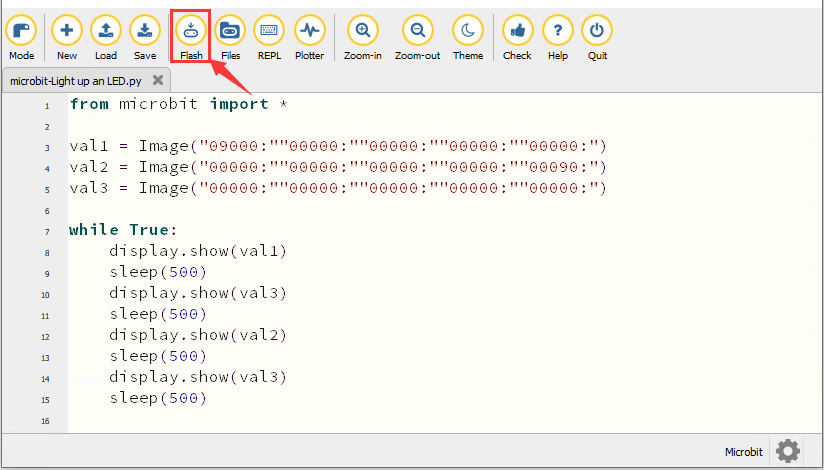 Mode New Load Save Flash Files REPL Plotter Zoom-in Zoom-out Theme Check Help Quit
microbit-Light up an LED.py
1 from microbit import *
2
3 val1 = Image("09000:""00000:""00000:""00000:""00000:")
4 val2 = Image("00000:""00000:""00000:""00000:""00090:")
5 val3 = Image("00000:""00000:""00000:""00000:""00000:")
6
7 while True:
8     display.show(val1)
9     sleep(500)
10     display.show(val3)
11     sleep(500)
12     display.show(val2)
13     sleep(500)
14     display.show(val3)
15     sleep(500)
16
Microbit